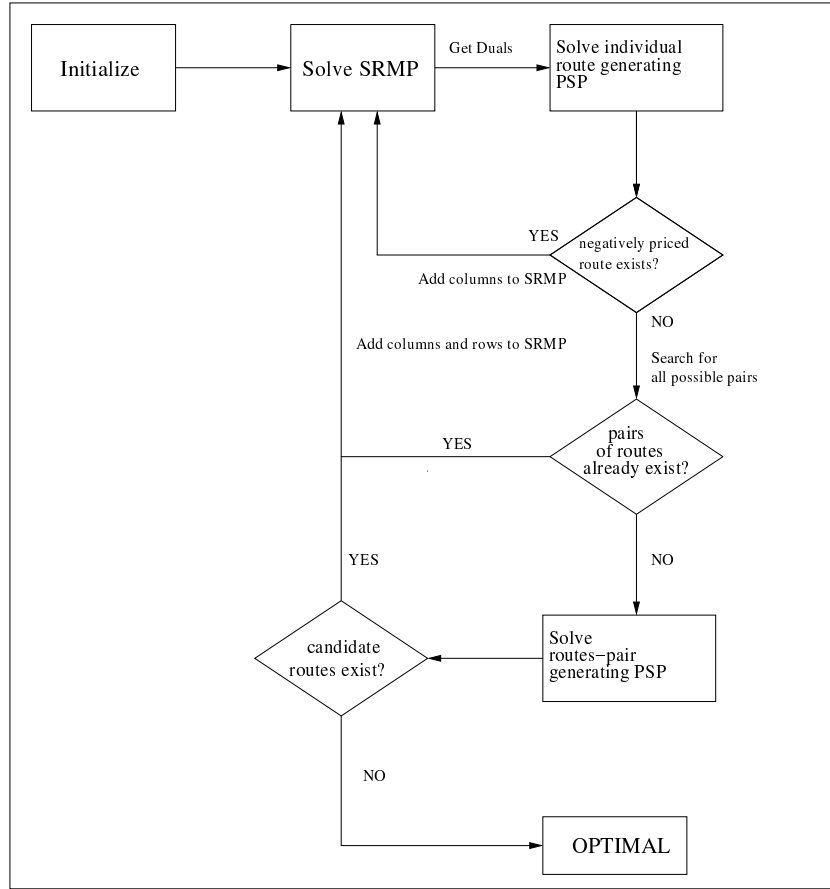 Initialize
Solve SRMP
Get Duals
Solve individual
route generating
PSP
YES
negatively priced
route exists?
Add columns to SRMP
NO
Add columns and rows to SRMP
Search for
all possible pairs
YES
pairs
of routes
already exist?
YES
NO
candidate
routes exist?
Solve
routes-pair
generating PSP
NO
OPTIMAL